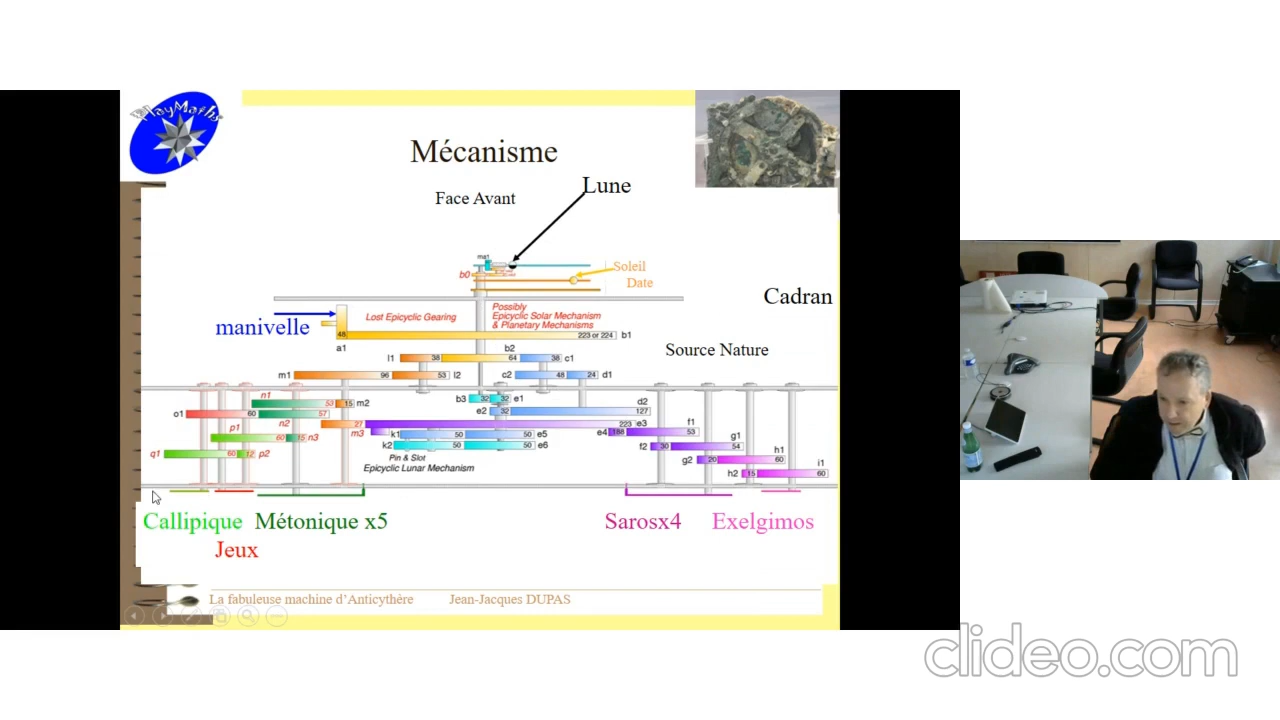 PlayMaths
Mécanisme
Face Avant
Lune
ma1
b0
Soleil
Date
Cadran
manivelle
Lost Epicyclic Gearing
Possibly
Epicyclic Solar Mechanism
& Planetary Mechanisms
48
223 or 224
b1
a1
b2
Source Nature
l1
38
64
38
c1
m1
96
53
l2
c2
48
24
d1
n1
53
15
m2
b3
32
32
e1
d2
o1
60
57
e2
32
127
p1
n2
27
m3
223
e3
f1
60
15
n3
k1
50
50
e5
e4
188
53
g1
q1
60
12
p2
k2
50
50
e6
f2
30
54
h1
Pin & Slot
Epicyclic Lunar Mechanism
g2
20
60
i1
h2
15
60
Callipique
Métonique x5
Sarosx4
Exelgimos
Jeux
La fabuleuse machine d'Anticythère
Jean-Jacques DUPAS
clideo.com